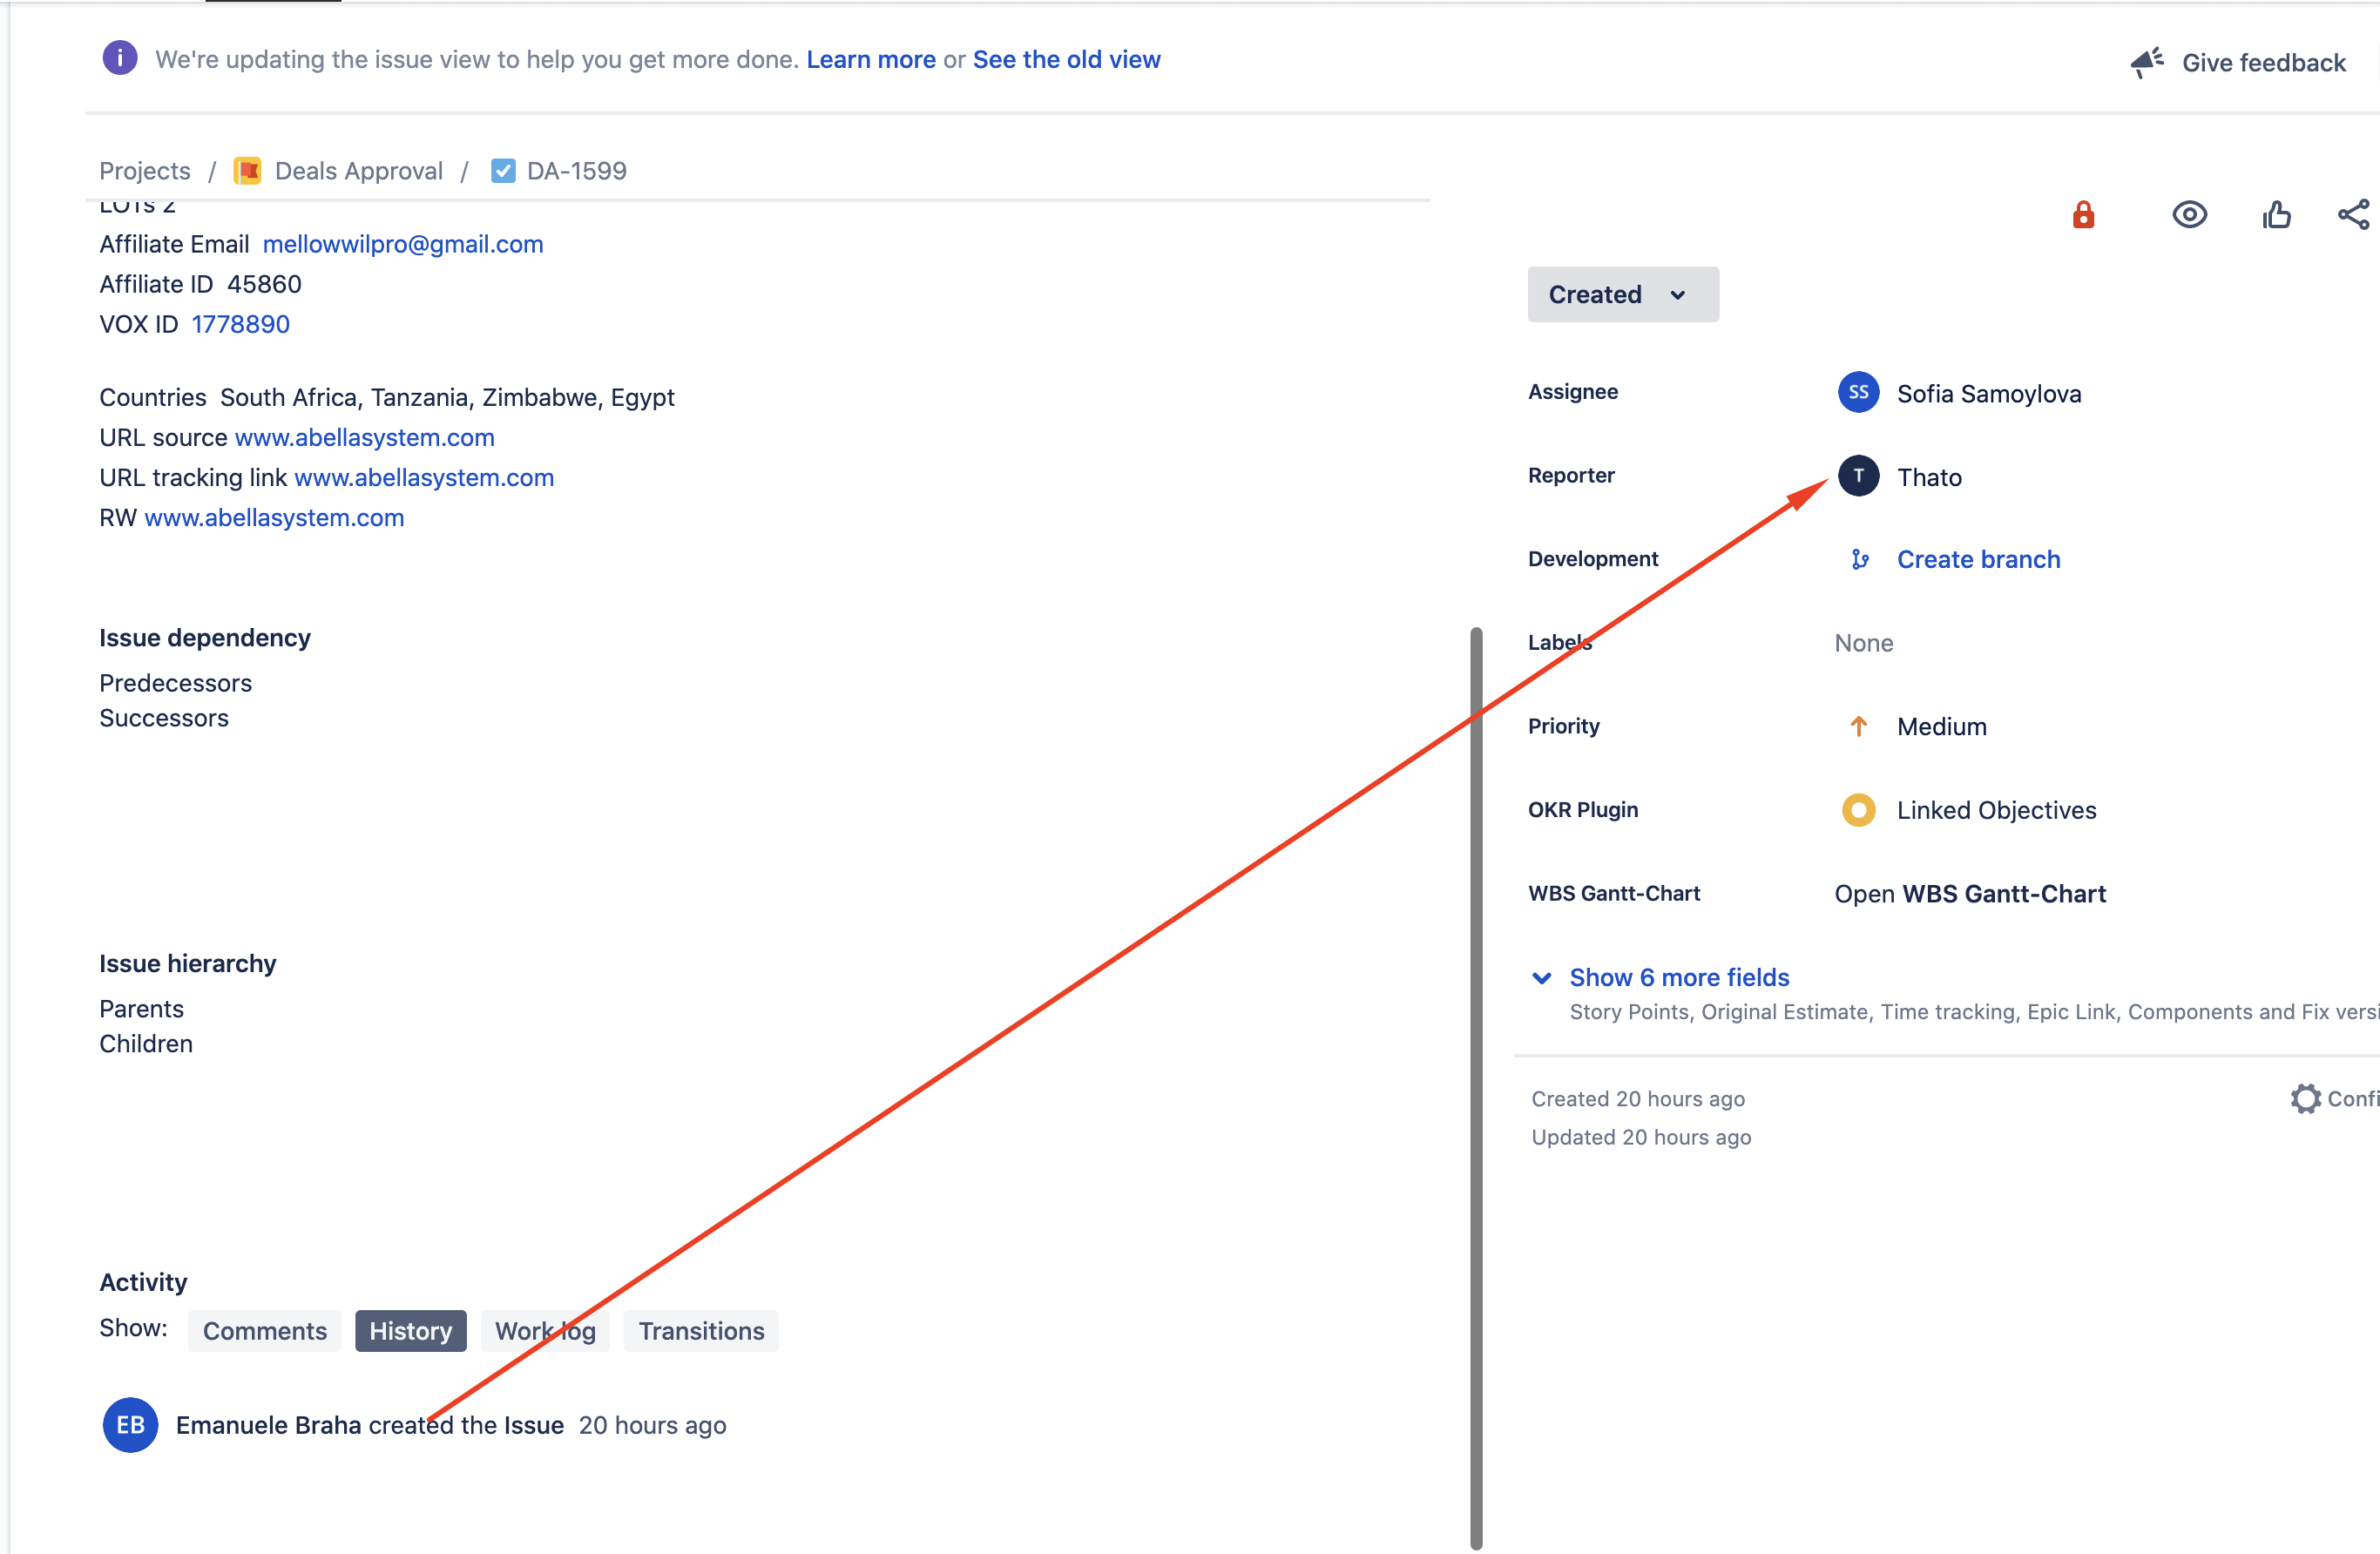 We're updating the issue view to help you get more done. Learn more or See the old view
Give feedback
Projects / Deals Approval / DA-1599
LOTs 2
Affiliate Email mellowwilpro@gmail.com
Affiliate ID 45860
VOX ID 1778890
Countries South Africa, Tanzania, Zimbabwe, Egypt
URL source www.abellasystem.com
URL tracking link www.abellasystem.com
RW www.abellasystem.com
Issue dependency
Predecessors
Successors
Issue hierarchy
Parents
Children
Activity
Show: Comments History Work log Transitions
EB Emanuele Braha created the Issue 20 hours ago
Created
Assignee SS Sofia Samoylova
Reporter T Thato
Development Create branch
Labels None
Priority Medium
OKR Plugin Linked Objectives
WBS Gantt-Chart Open WBS Gantt-Chart
Show 6 more fields
Story Points, Original Estimate, Time tracking, Epic Link, Components and Fix versi
Created 20 hours ago
Confi
Updated 20 hours ago